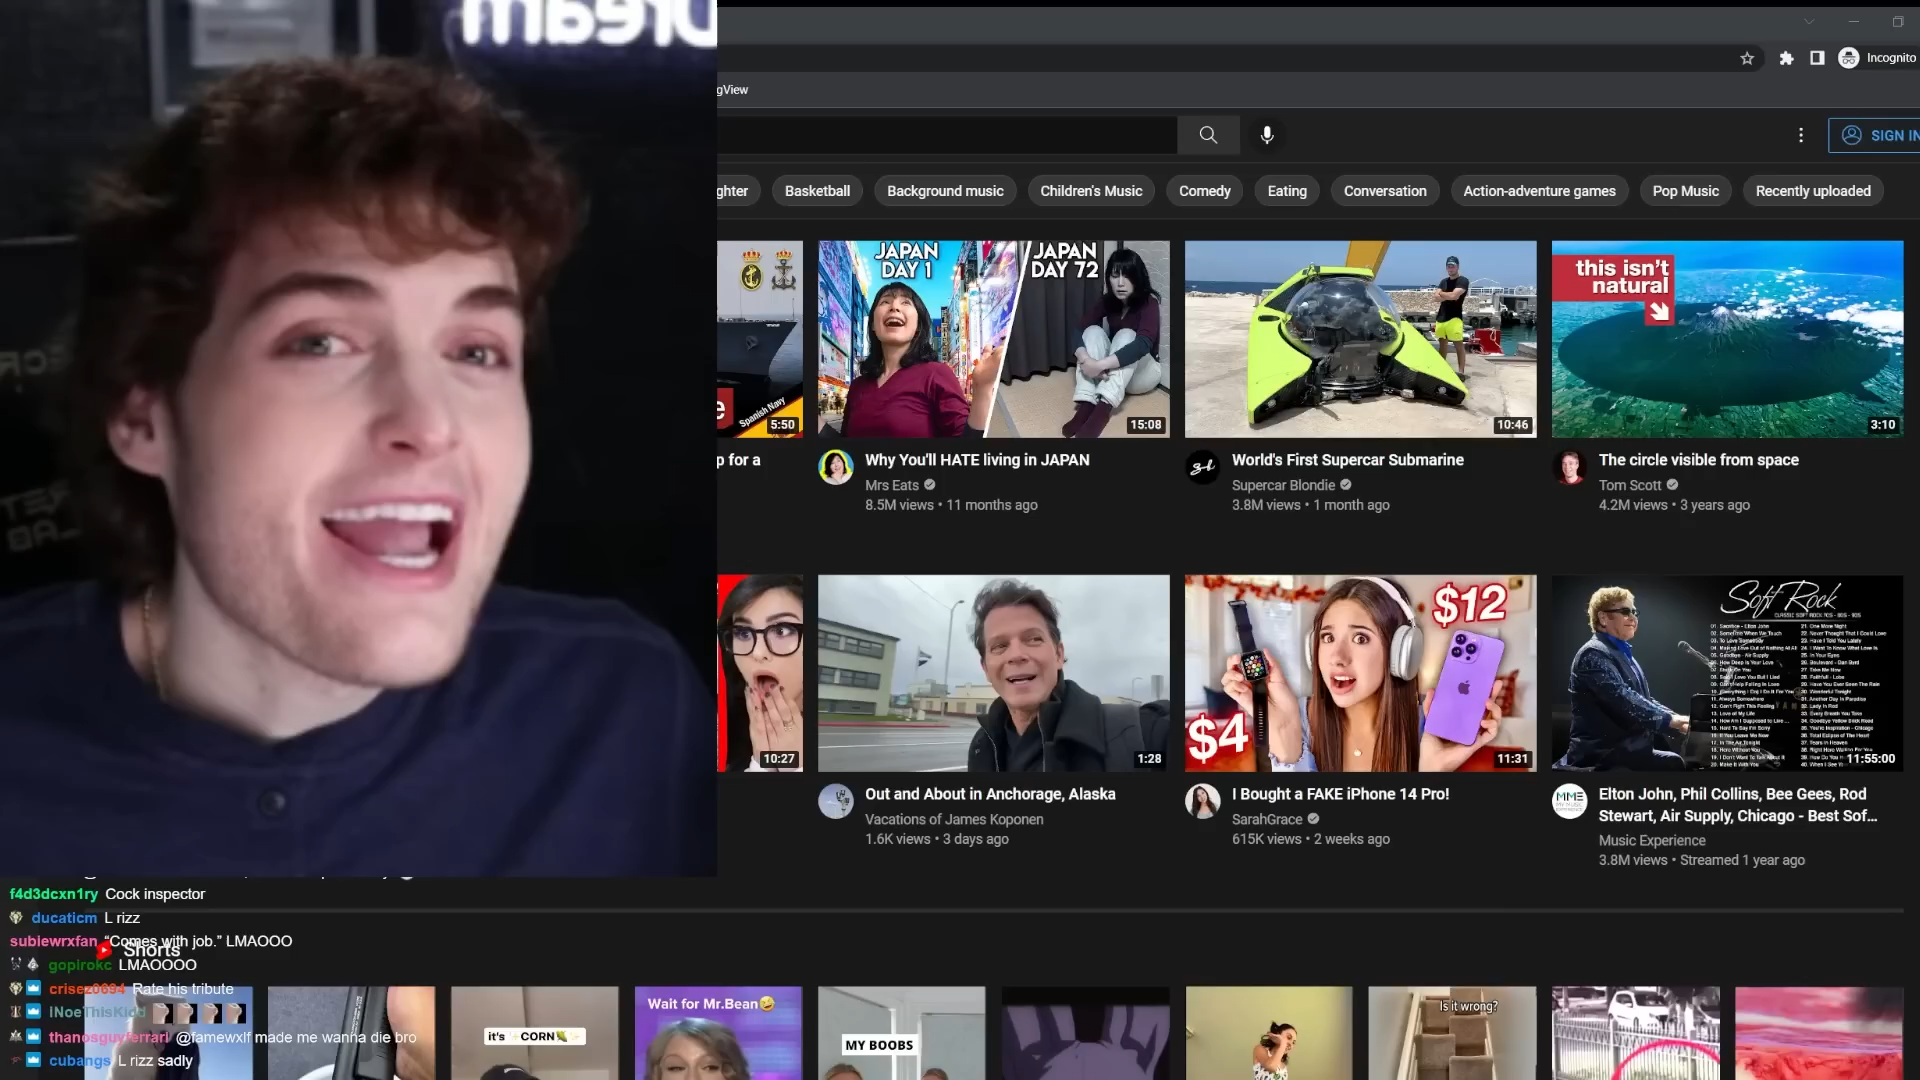 Dream
gView
Incognito
SIGN IN
ghter
Basketball
Background music
Children's Music
Comedy
Eating
Conversation
Action-adventure games
Pop Music
Recently uploaded
Spanish Navy
5:50
JAPAN DAY 1
JAPAN DAY 72
15:08
10:46
this isn't
natural
3:10
p for a
Why You'll HATE living in JAPAN
Mrs Eats
8.5M views • 11 months ago
World's First Supercar Submarine
Supercar Blondie
3.8M views • 1 month ago
The circle visible from space
Tom Scott
4.2M views • 3 years ago
10:27
1:28
$12
$4
11:31
Soft Rock
11:55:00
Out and About in Anchorage, Alaska
Vacations of James Koponen
1.6K views • 3 days ago
I Bought a FAKE iPhone 14 Pro!
SarahGrace
615K views • 2 weeks ago
MME
Elton John, Phil Collins, Bee Gees, Rod
Stewart, Air Supply, Chicago - Best Sof...
Music Experience
3.8M views • Streamed 1 year ago
f4d3dcxn1ry Cock inspector
ducaticm L rizz
subiewrxfan “Comes with job.” LMAOOO
Shorts
goplrokc LMAOOOO
crisez0694 Rate his tribute
INoeThisKidd
thanosguyferrari @famewxlf made me wanna die bro
cubangs L rizz sadly
it's CORN
Wait for Mr.Bean
MY BOOBS
Is it wrong?